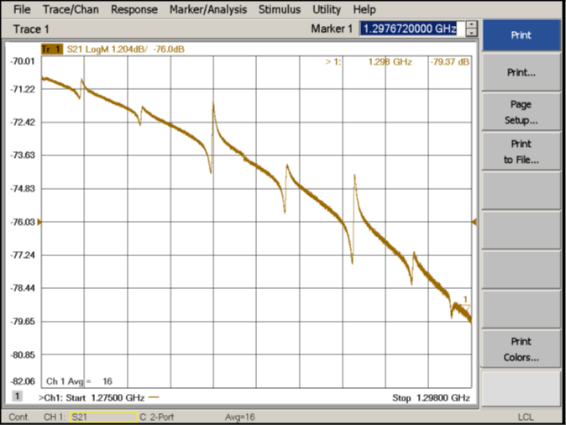 File Trace/Chan Response Marker/Analysis Stimulus Utility Help
Trace 1 Marker 1 1.2976720000 GHz
Print
Tr 1 S21 LogM 1.204dB/ -76.0dB
> 1: 1.298 GHz -79.37 dB
-70.01
-71.22
-72.42
-73.63
-74.83
-76.03
-77.24
-78.44
-79.65
-80.85
-82.06
1
Ch 1 Avg = 16
1 >Ch1: Start 1.27500 GHz Stop 1.29800 GHz
Print...
Page
Setup...
Print
to File...
Print
Colors...
Cont. CH 1: S21 C 2-Port Avg=16 LCL